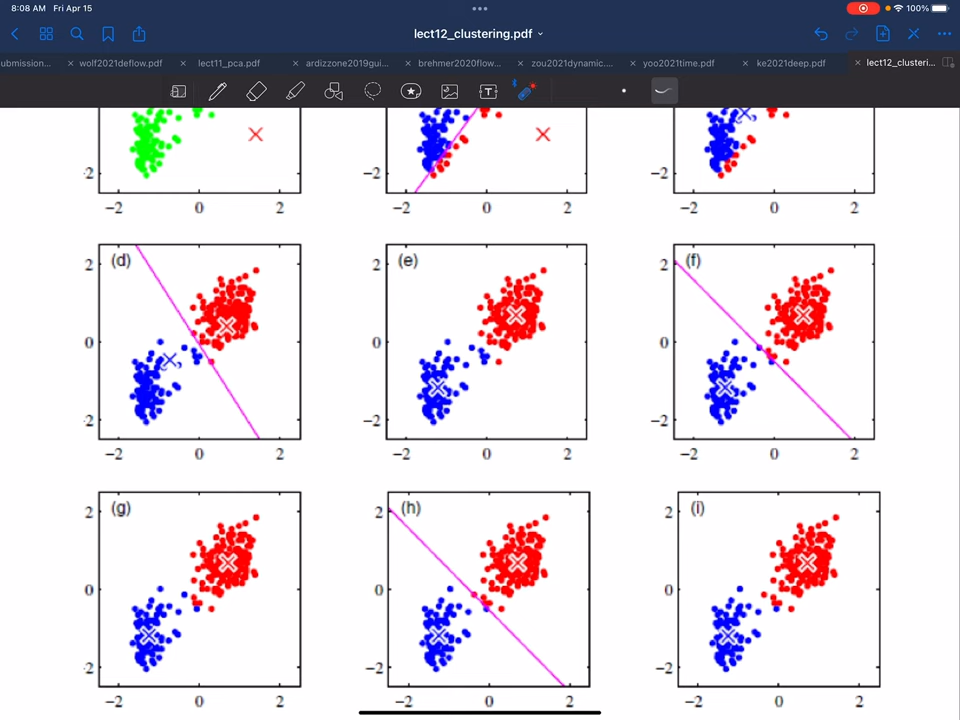 8:08 AM Fri Apr 15
100%
lect12_clustering.pdf
ubmission... × wolf2021deflow.pdf × lect11_pca.pdf × ardizzone2019gui... × brehmer2020flow... × zou2021dynamic.... × yoo2021time.pdf × ke2021deep.pdf × lect12_clusteri...
-2 −2 −2
−2 0 2 −2 0 2 −2 0 2
(d) (e) (f)
2 2 2
0 0 0
-2 −2 −2
−2 0 2 −2 0 2 −2 0 2
(g) (h) (i)
2 2 2
0 0 0
-2 −2 −2
−2 0 2 −2 0 2 −2 0 2